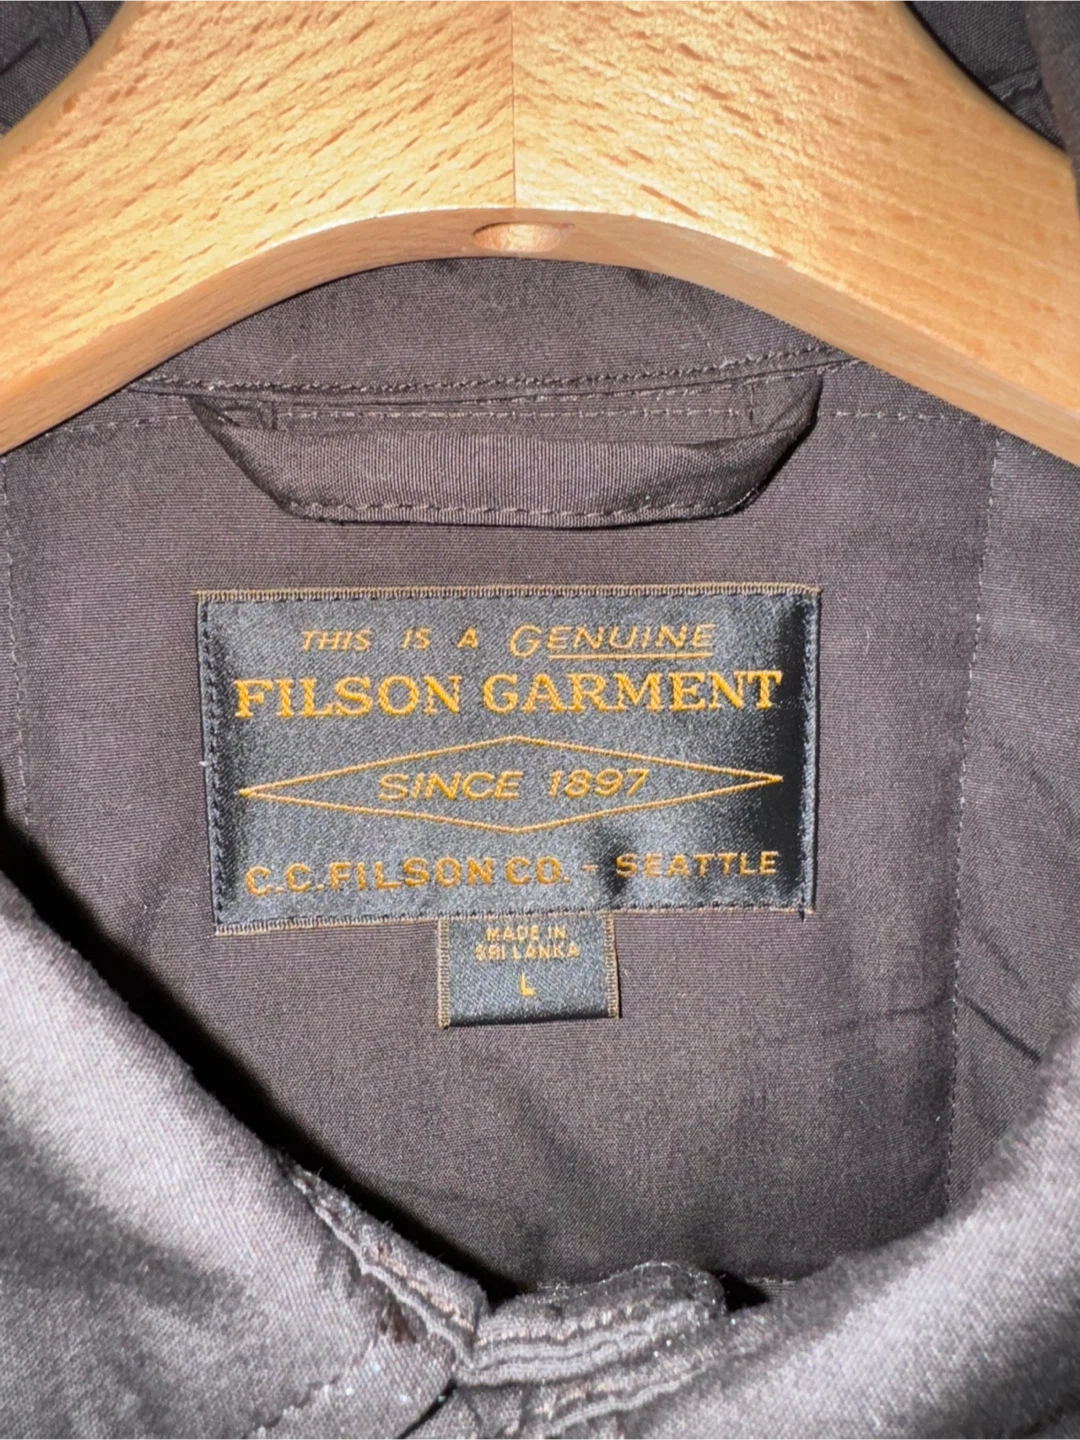 THIS IS A GENUINE
FILSON GARMENT
SINCE 1897
C.C. FILSON CO. - SEATTLE
MADE IN
SRI LANKA
L